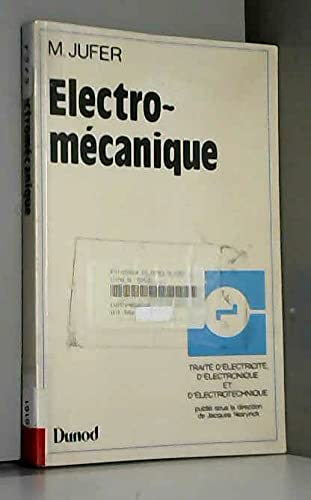 M. JUFER
Electro-
mécanique
TRAITÉ D'ÉLECTRICITÉ,
D'ÉLECTRONIQUE
ET
D'ÉLECTROTECHNIQUE
publié sous la direction
de Jacques Neirynck
Dunod